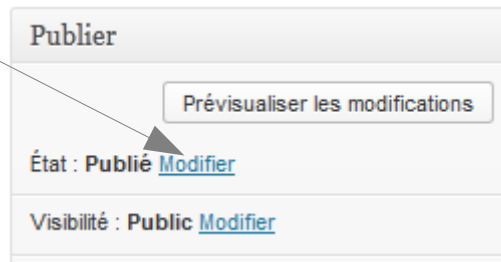 Publier
Prévisualiser les modifications
État : Publié Modifier
Visibilité : Public Modifier